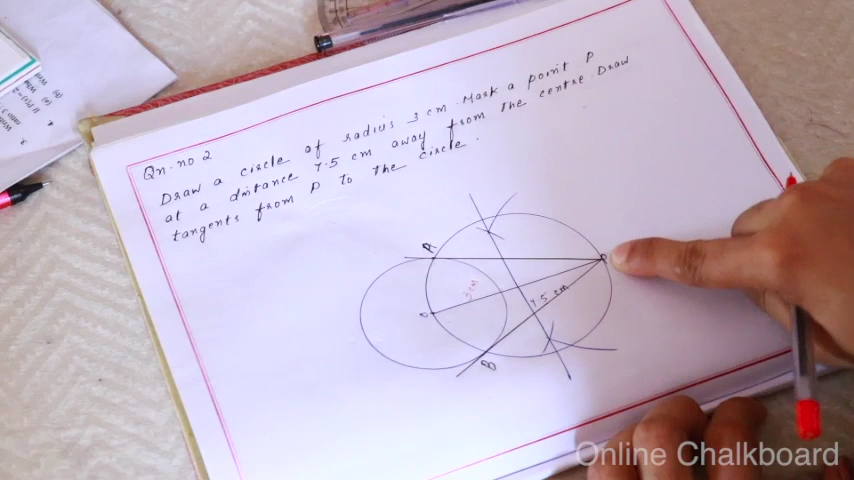 Qn. no 2
Draw a circle of radius 3 cm. Mark a point P
at a distance 7.5 cm away from the centre. Draw
tangents from P to the circle.
A
P
3 cm
7.5 cm
O
B
Online Chalkboard